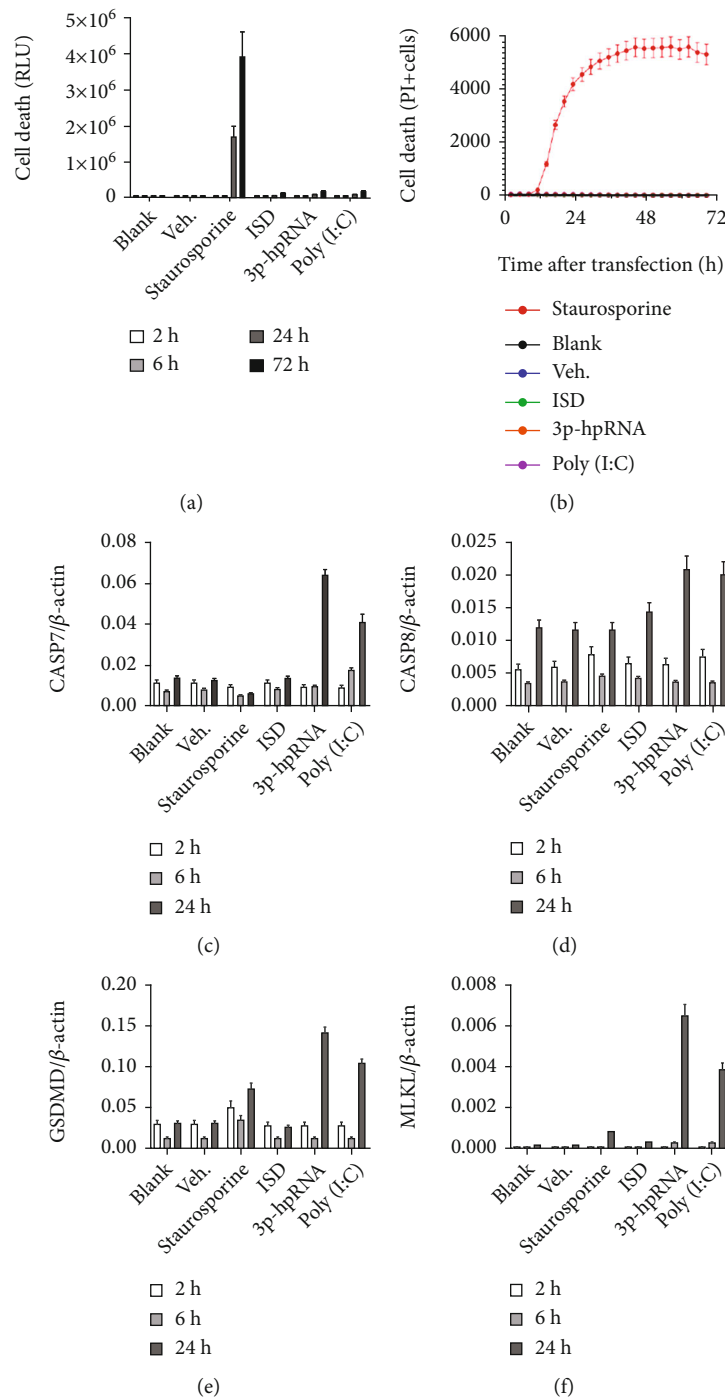 Cell death (RLU)
5×10⁶
4×10⁶
3×10⁶
2×10⁶
1×10⁶
0
Blank
Veh.
Staurosporine
ISD
3p-hpRNA
Poly (I:C)
2 h
6 h
24 h
72 h
(a)
Cell death (PI+cells)
6000
4000
2000
0
0 24 48 72
Time after transfection (h)
Staurosporine
Blank
Veh.
ISD
3p-hpRNA
Poly (I:C)
(b)
CASP7/β-actin
0.08
0.06
0.04
0.02
0.00
Blank
Veh.
Staurosporine
ISD
3p-hpRNA
Poly (I:C)
2 h
6 h
24 h
(c)
CASP8/β-actin
0.025
0.020
0.015
0.010
0.005
0.000
Blank
Veh.
Staurosporine
ISD
3p-hpRNA
Poly (I:C)
2 h
6 h
24 h
(d)
GSDMD/β-actin
0.20
0.15
0.10
0.05
0.00
Blank
Veh.
Staurosporine
ISD
3p-hpRNA
Poly (I:C)
2 h
6 h
24 h
(e)
MLKL/β-actin
0.008
0.006
0.004
0.002
0.000
Blank
Veh.
Staurosporine
ISD
3p-hpRNA
Poly (I:C)
2 h
6 h
24 h
(f)